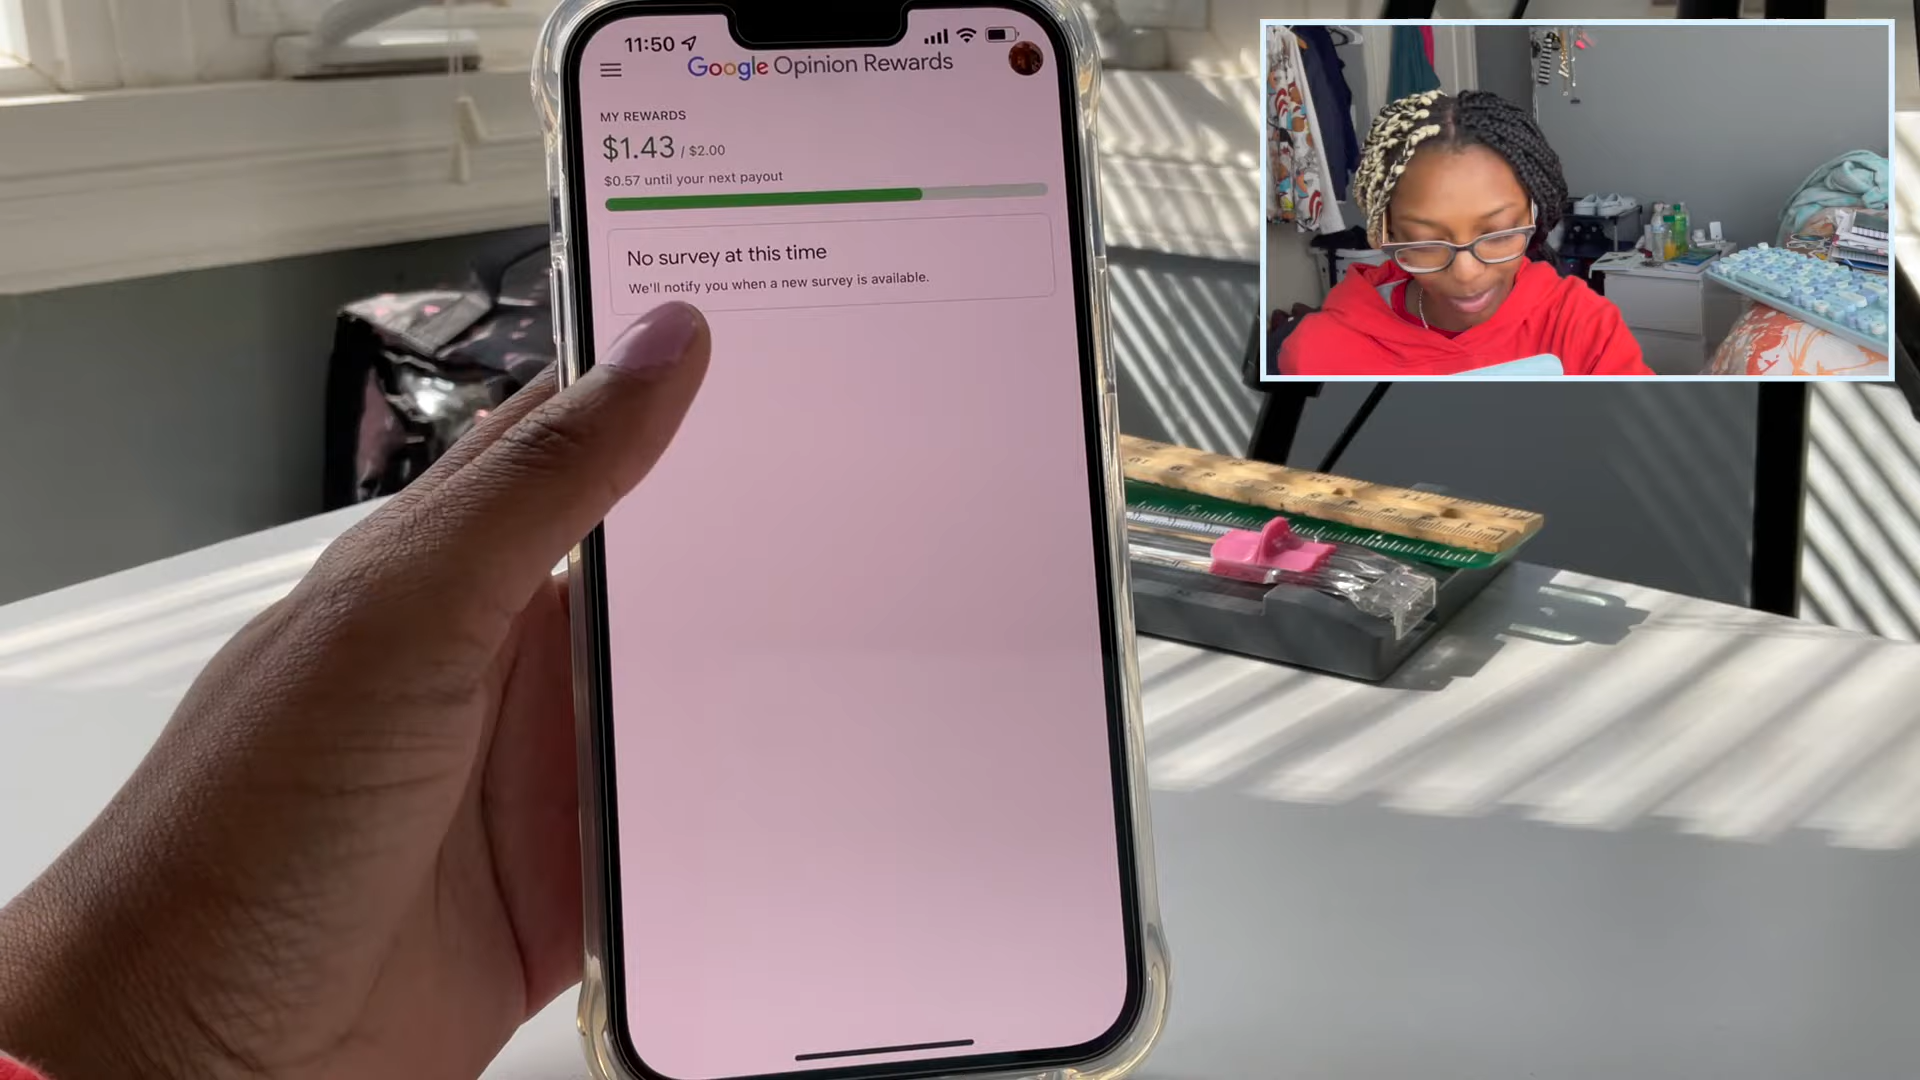 11:50
Google Opinion Rewards
MY REWARDS
$1.43 / $2.00
$0.57 until your next payout
No survey at this time
We'll notify you when a new survey is available.